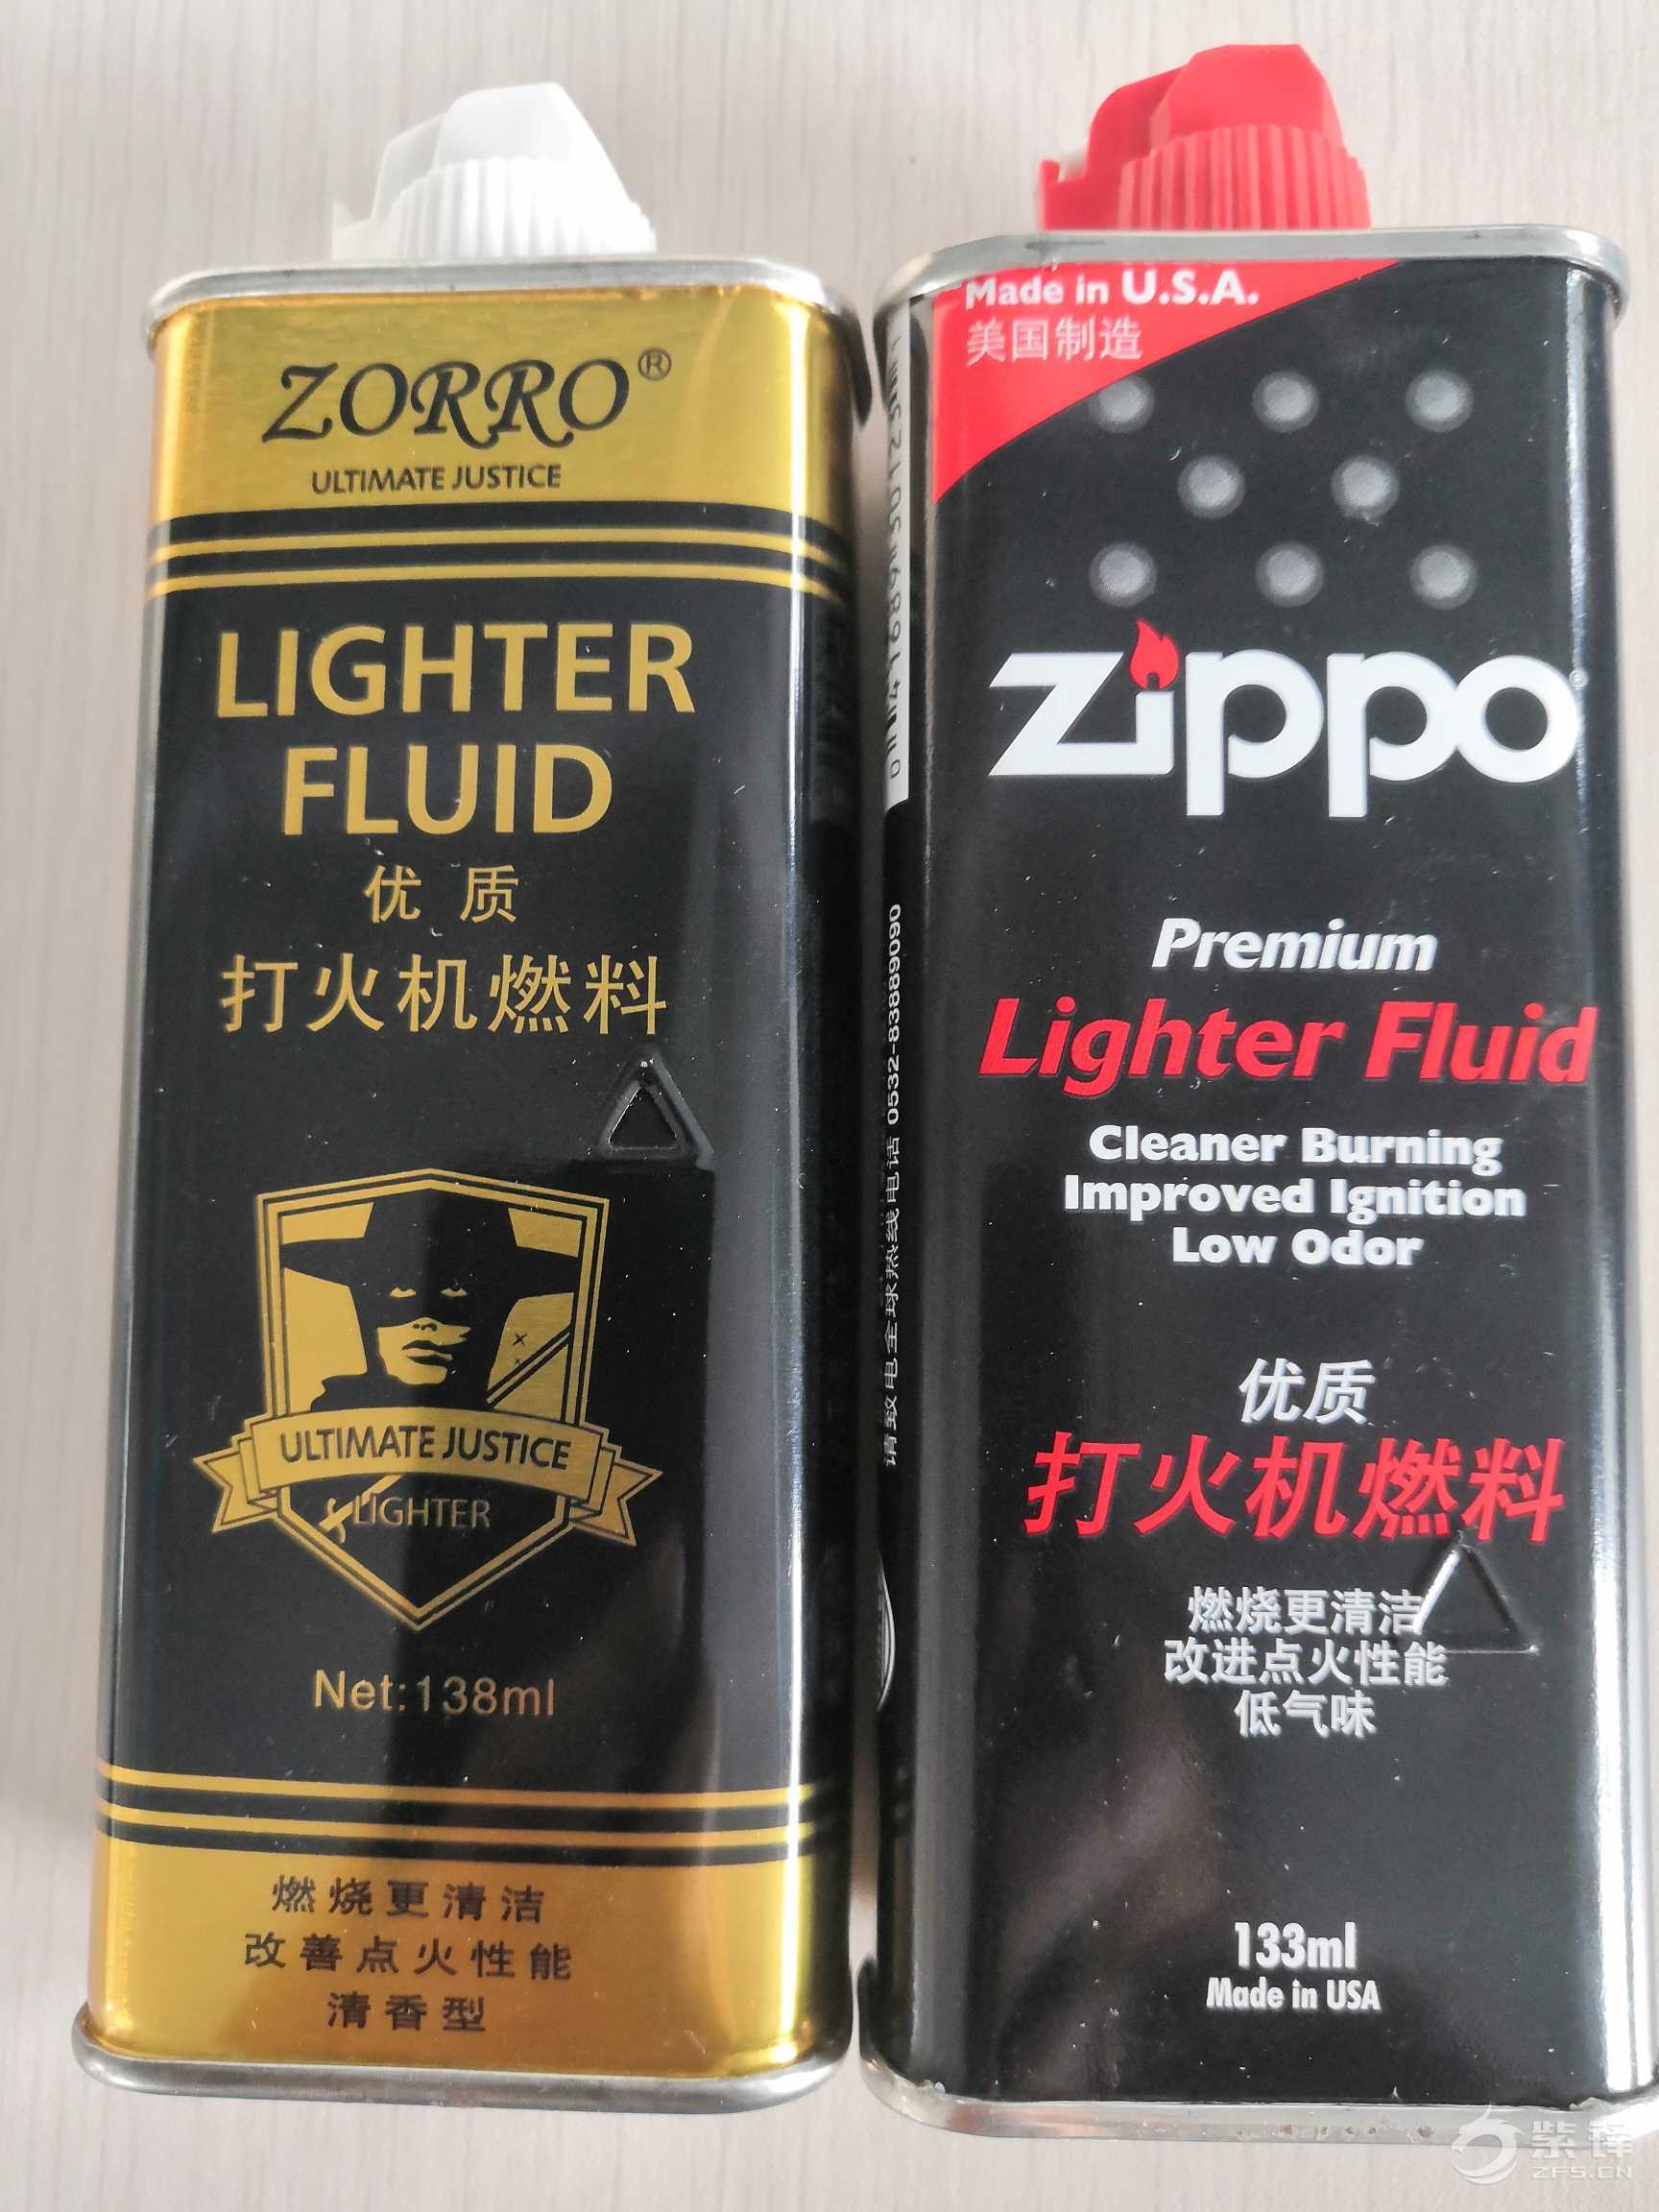 ZORRO®
ULTIMATE JUSTICE
LIGHTER
FLUID
优质
打火机燃料
ULTIMATE JUSTICE
LIGHTER
Net:138ml
燃烧更清洁
改善点火性能
清香型
请致电全球热线电话 0532-83889090
Made in U.S.A.
美国制造
zippo
Premium
Lighter Fluid
Cleaner Burning
Improved Ignition
Low Odor
优质
打火机燃料
燃烧更清洁
改进点火性能
低气味
133ml
Made in USA
紫锋
ZFS.CN